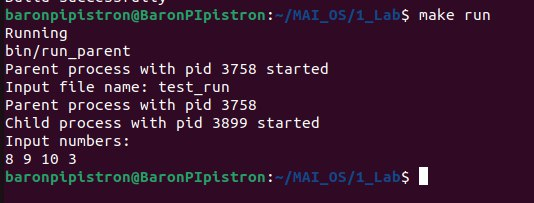 Build successfully
baronpipistron@BaronPIpistron:~/MAI_OS/1_Lab$ make run
Running
bin/run_parent
Parent process with pid 3758 started
Input file name: test_run
Parent process with pid 3758
Child process with pid 3899 started
Input numbers:
8 9 10 3
baronpipistron@BaronPIpistron:~/MAI_OS/1_Lab$